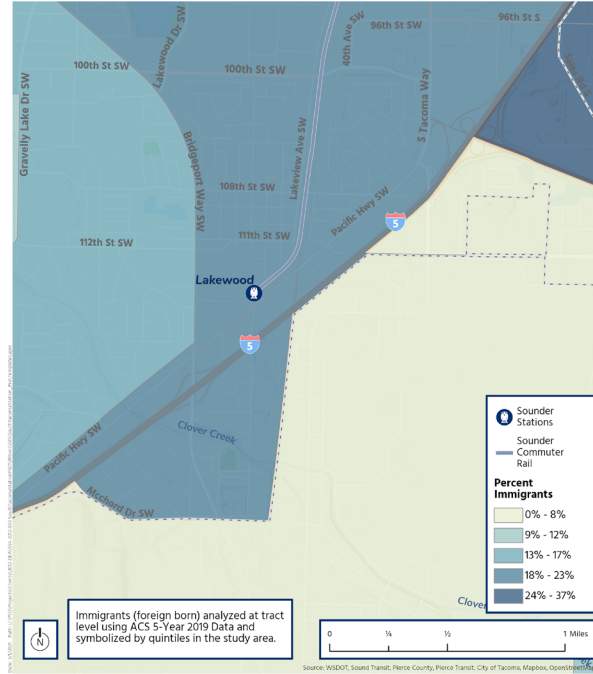 96th St SW
96th St S
40th Ave SW
Lakewood Dr SW
100th St SW
100th St SW
Gravelly Lake Dr SW
S Tacoma Way
Bridgeport Way SW
Lakeview Ave SW
108th St SW
Pacific Hwy SW
5
111th St SW
112th St SW
Lakewood
5
Clover Creek
Pacific Hwy SW
Mcchord Dr SW
Sounder
Stations
Sounder
Commuter
Rail
Percent
Immigrants
0% - 8%
9% - 12%
13% - 17%
18% - 23%
24% - 37%
Clover
N
Immigrants (foreign born) analyzed at tract
level using ACS 5-Year 2019 Data and
symbolized by quintiles in the study area.
0 ¼ ½ 1 Miles
Source: WSDOT, Sound Transit, Pierce County, Pierce Transit, City of Tacoma, Mapbox, OpenStreetMap